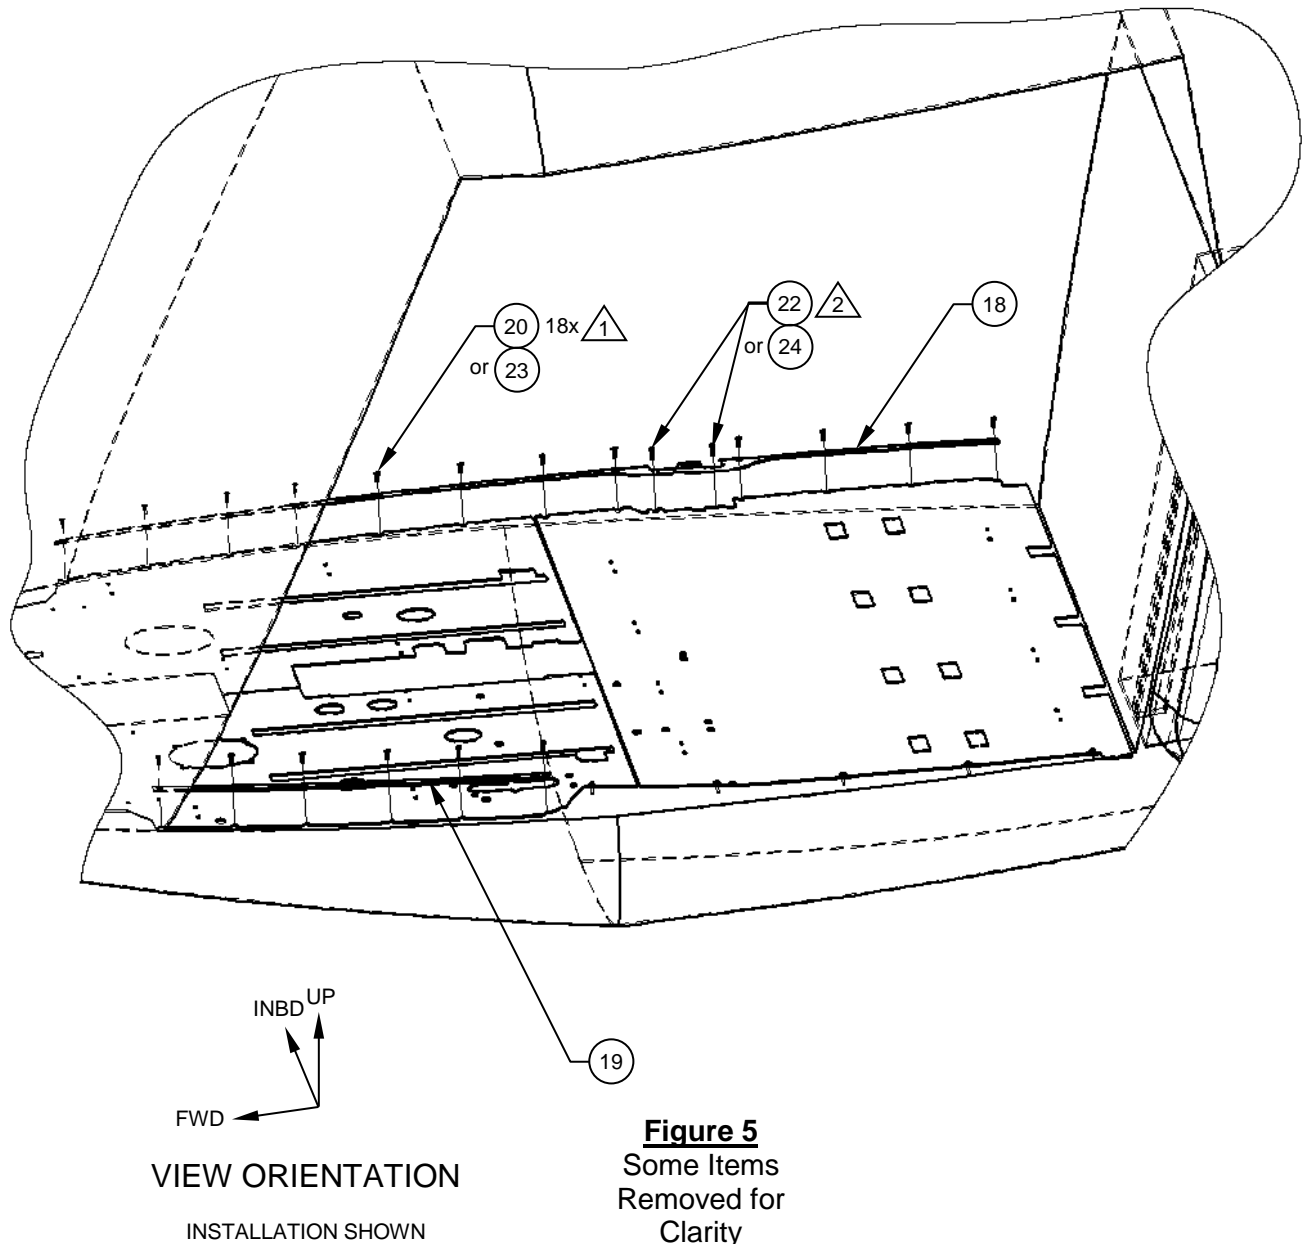 20 18x 1
or 23
22 2
or 24
18
19
INBD UP
FWD
VIEW ORIENTATION
INSTALLATION SHOWN
Figure 5
Some Items
Removed for
Clarity